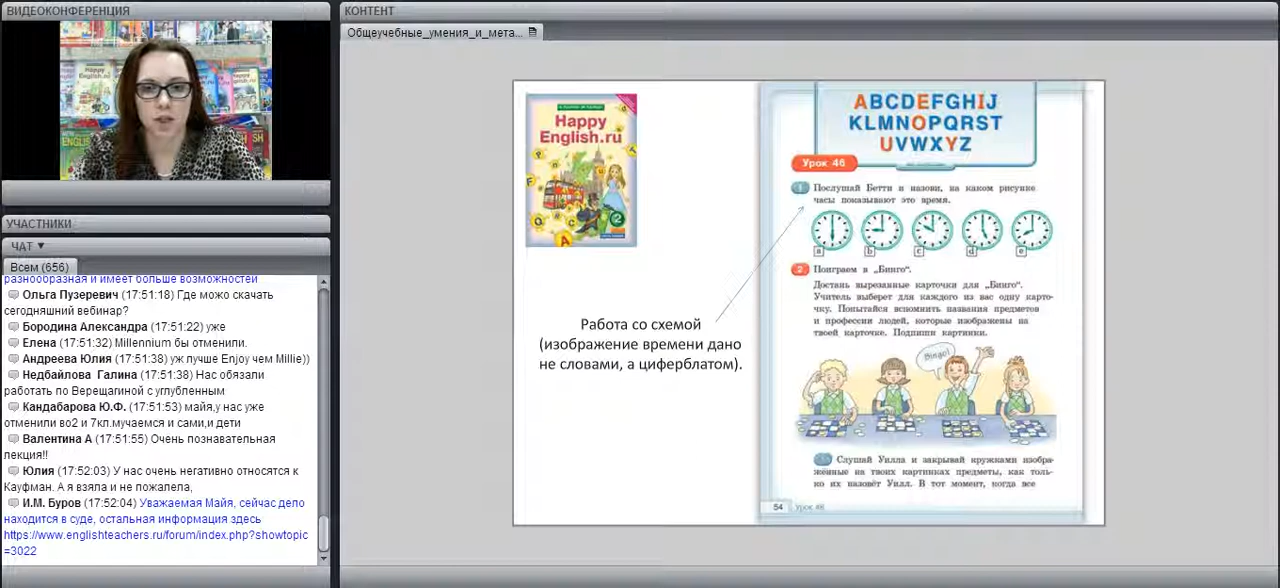 ВИДЕОКОНФЕРЕНЦИЯ
УЧАСТНИКИ
ЧАТ ▼
Всем (656)
разнообразная и имеет больше возможностей
Ольга Пузеревич (17:51:18) Где можо скачать
сегодняшний вебинар?
Бородина Александра (17:51:22) уже
Елена (17:51:32) Millennium бы отменили.
Андреева Юлия (17:51:38) уж лучше Enjoy чем Millie))
Недбайлова Галина (17:51:38) Нас обязали
работать по Верещагиной с углубленным
Кандабарова Ю.Ф. (17:51:53) майя,у нас уже
отменили во2 и 7кл.мучаемся и сами,и дети
Валентина А (17:51:55) Очень познавательная
лекция!!
Юлия (17:52:03) У нас очень негативно относятся к
Кауфман. А я взяла и не пожалела,
И.М. Буров (17:52:04) Уважаемая Майя, сейчас дело
находится в суде, остальная информация здесь
https://www.englishteachers.ru/forum/index.php?showtopic
=3022
КОНТЕНТ
Общеучебные_умения_и_мета...
Happy
English.ru
2
Работа со схемой
(изображение времени дано
не словами, а циферблатом).
ABCDEFGHIJ
KLMNOPQRST
UVWXYZ
Урок 46
1 Послушай Бетти и назови, на каком рисунке
часы показывают это время.
a b c d e
2 Поиграем в „Бинго“.
Достань вырезанные карточки для „Бинго“.
Учитель выберет для каждого из вас одну карто-
чку. Попытайся вспомнить названия предметов
и профессии людей, которые изображены на
твоей карточке. Подпиши картинки.
Bingo!
Слушай Уилла и закрывай кружками изобра-
жённые на твоих картинках предметы, как толь-
ко их назовёт Уилл. В тот момент, когда все
54 Урок 46